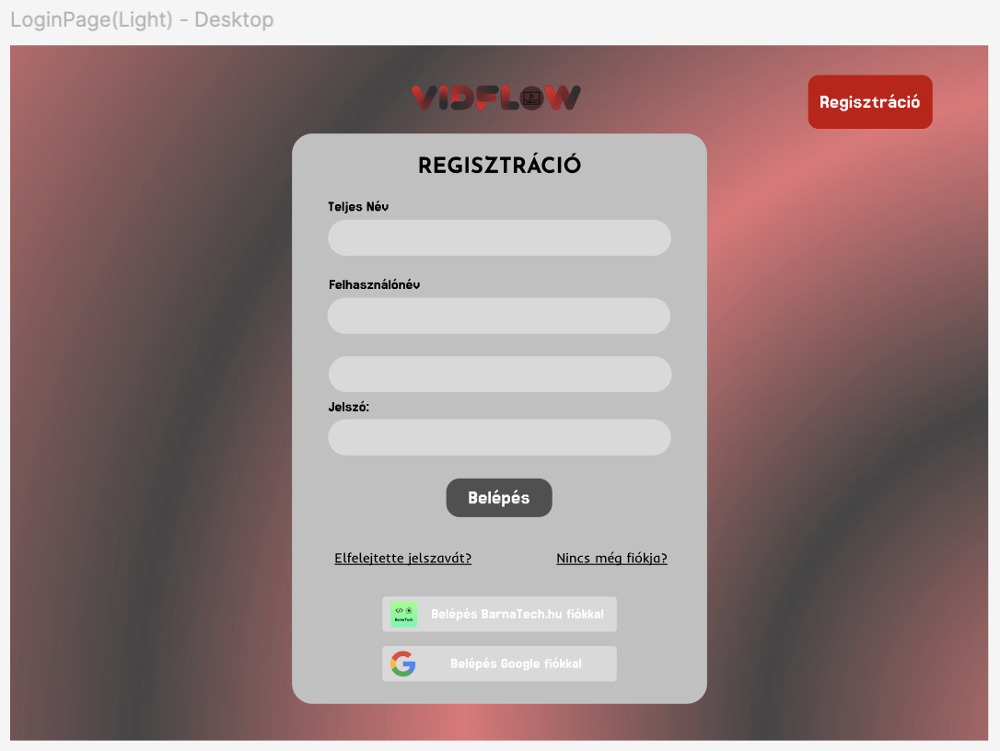 LoginPage(Light) - Desktop
VIDFLOW
Regisztráció
REGISZTRÁCIÓ
Teljes Név
Felhasználónév
Jelszó:
Belépés
Elfelejtette jelszavát?
Nincs még fiókja?
</>
BarnaTech
Belépés BarnaTech.hu fiókkal
Belépés Google fiókkal